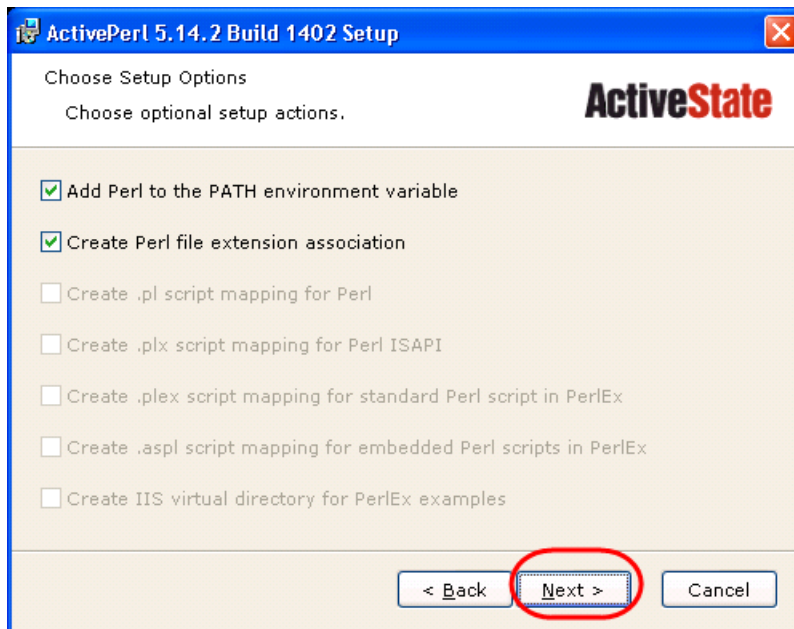 ActivePerl 5.14.2 Build 1402 Setup
Choose Setup Options
Choose optional setup actions.
ActiveState
Add Perl to the PATH environment variable
Create Perl file extension association
Create .pl script mapping for Perl
Create .plx script mapping for Perl ISAPI
Create .plex script mapping for standard Perl script in PerlEx
Create .aspl script mapping for embedded Perl scripts in PerlEx
Create IIS virtual directory for PerlEx examples
< Back Next > Cancel